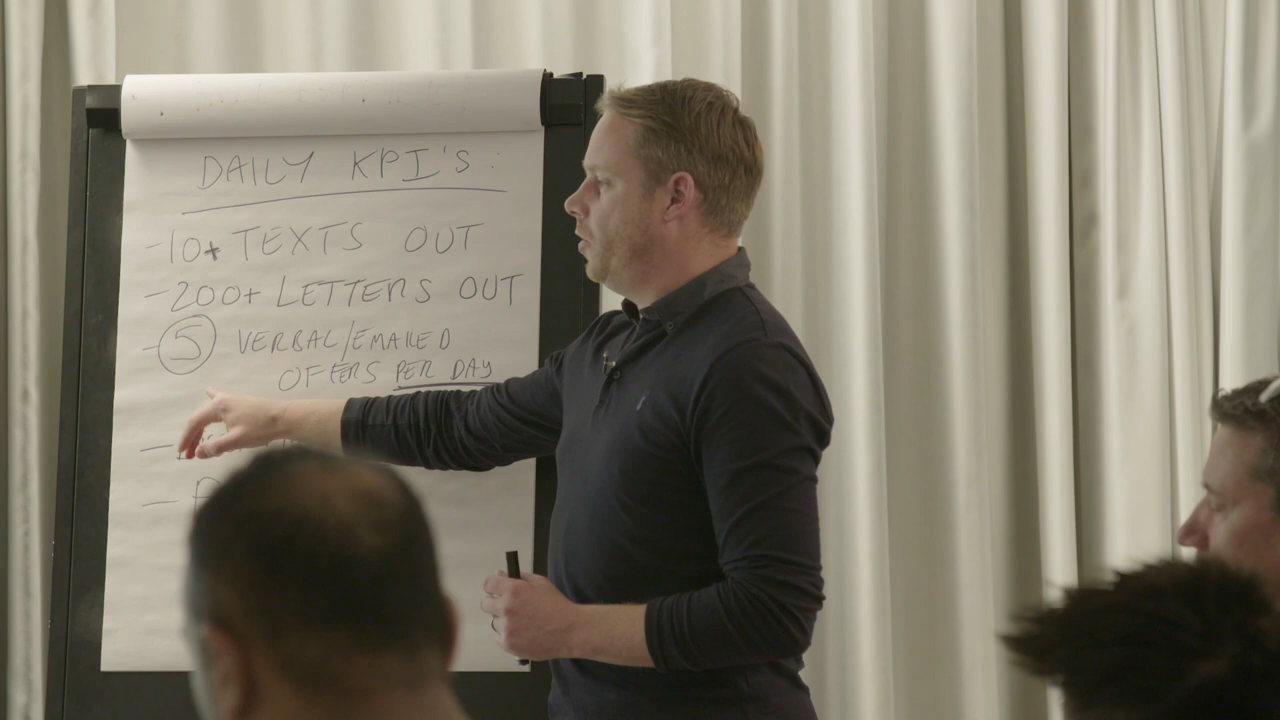 DAILY KPI'S:
- 10+ TEXTS OUT
- 200+ LETTERS OUT
- 5 VERBAL/EMAILED
OFFERS PER DAY
-
-